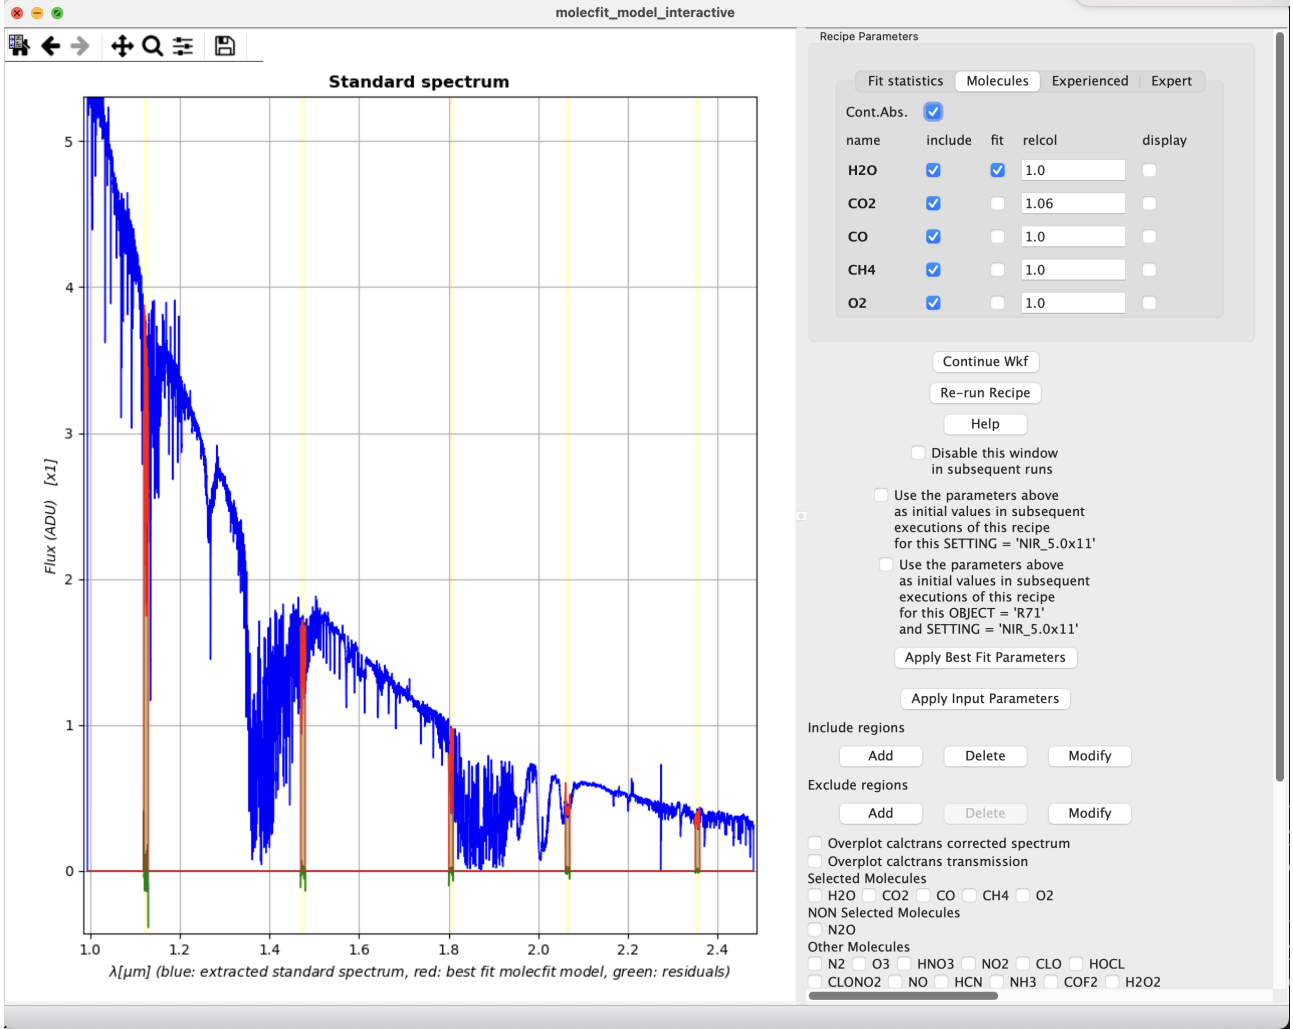 molecfit_model_interactive
Standard spectrum
Flux (ADU) [x1]
5
4
3
2
1
0
1.0 1.2 1.4 1.6 1.8 2.0 2.2 2.4
λ[μm] (blue: extracted standard spectrum, red: best fit molecfit model, green: residuals)
Recipe Parameters
Fit statistics Molecules Experienced Expert
Cont.Abs.
name include fit relcol display
H2O 1.0
CO2 1.06
CO 1.0
CH4 1.0
O2 1.0
Continue Wkf
Re-run Recipe
Help
Disable this window
in subsequent runs
Use the parameters above
as initial values in subsequent
executions of this recipe
for this SETTING = 'NIR_5.0x11'
Use the parameters above
as initial values in subsequent
executions of this recipe
for this OBJECT = 'R71'
and SETTING = 'NIR_5.0x11'
Apply Best Fit Parameters
Apply Input Parameters
Include regions
Add Delete Modify
Exclude regions
Add Delete Modify
Overplot calctrans corrected spectrum
Overplot calctrans transmission
Selected Molecules
H2O CO2 CO CH4 O2
NON Selected Molecules
N2O
Other Molecules
N2 O3 HNO3 NO2 CLO HOCL
CLONO2 NO HCN NH3 COF2 H2O2